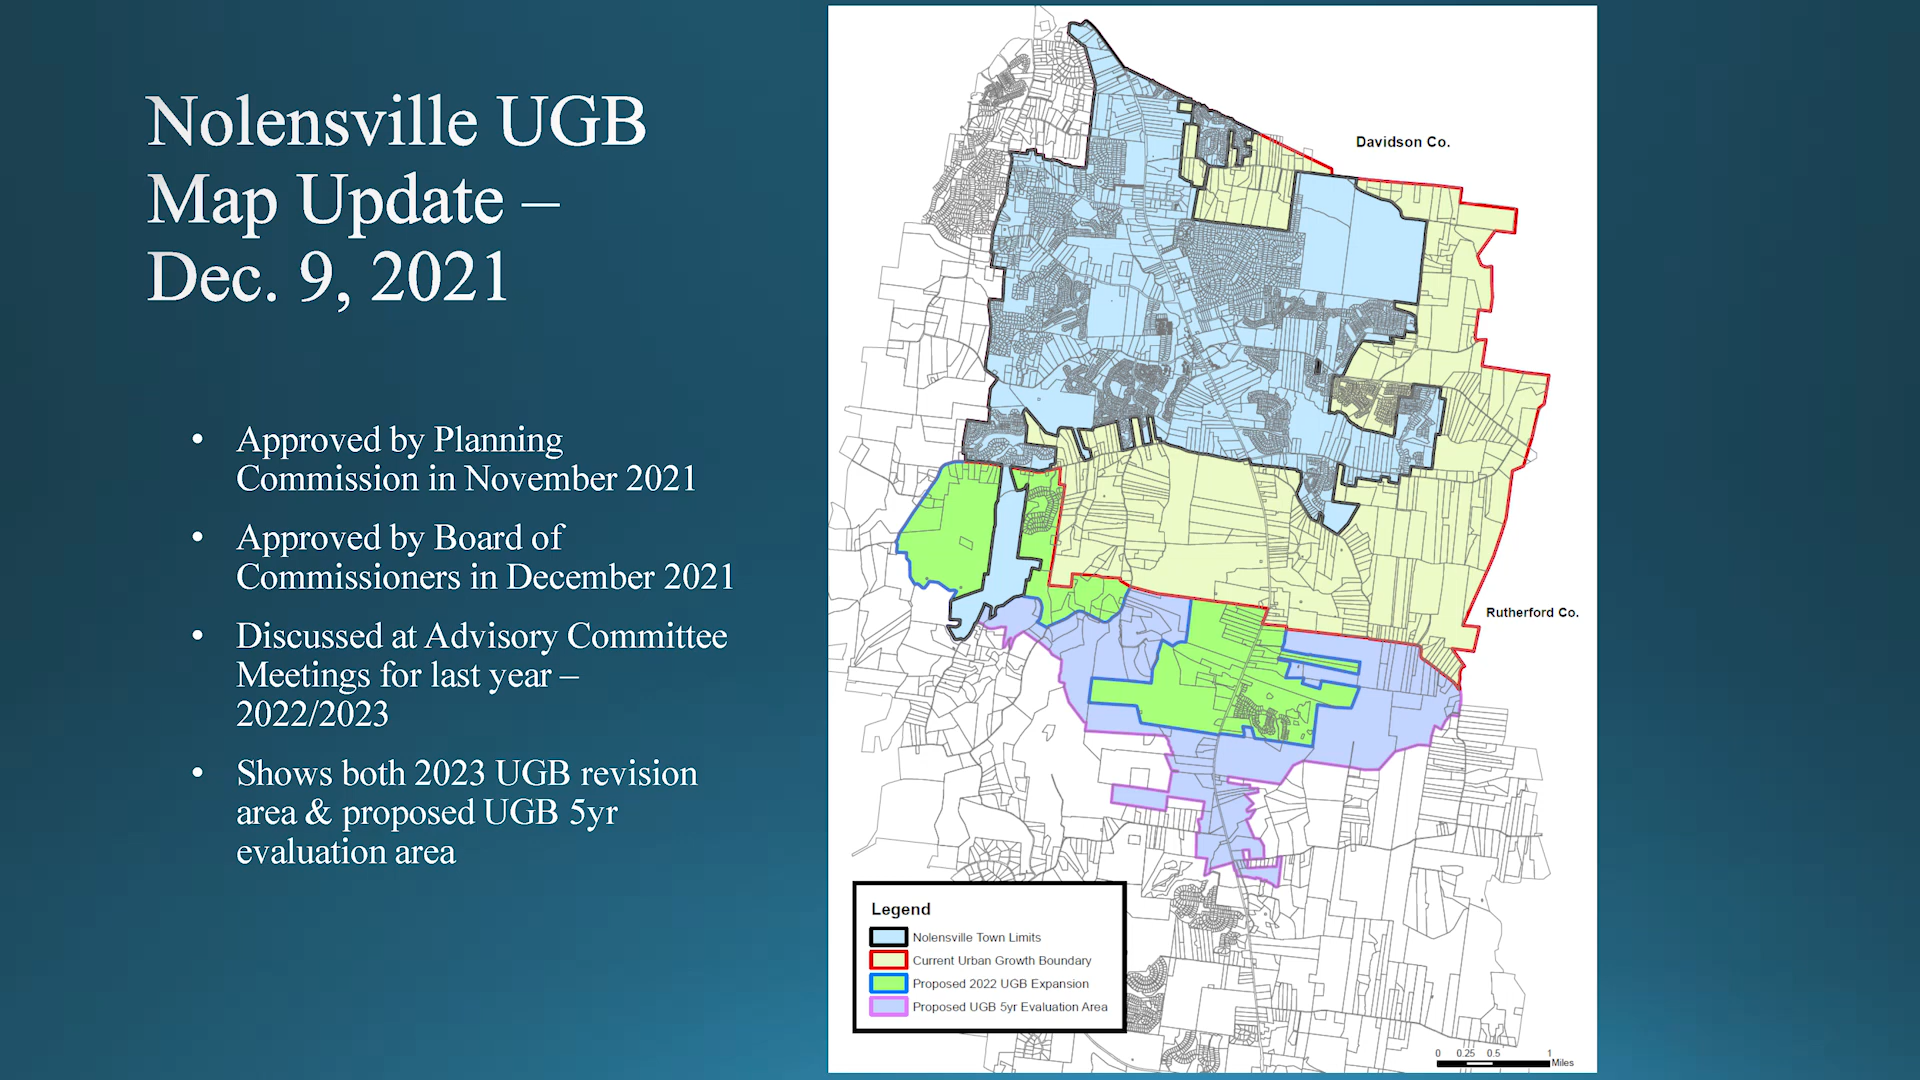 Nolensville UGB
Map Update –
Dec. 9, 2021
• Approved by Planning
Commission in November 2021
• Approved by Board of
Commissioners in December 2021
• Discussed at Advisory Committee
Meetings for last year –
2022/2023
• Shows both 2023 UGB revision
area & proposed UGB 5yr
evaluation area
Davidson Co.
Rutherford Co.
Legend
Nolensville Town Limits
Current Urban Growth Boundary
Proposed 2022 UGB Expansion
Proposed UGB 5yr Evaluation Area
0 0.25 0.5 1
Miles